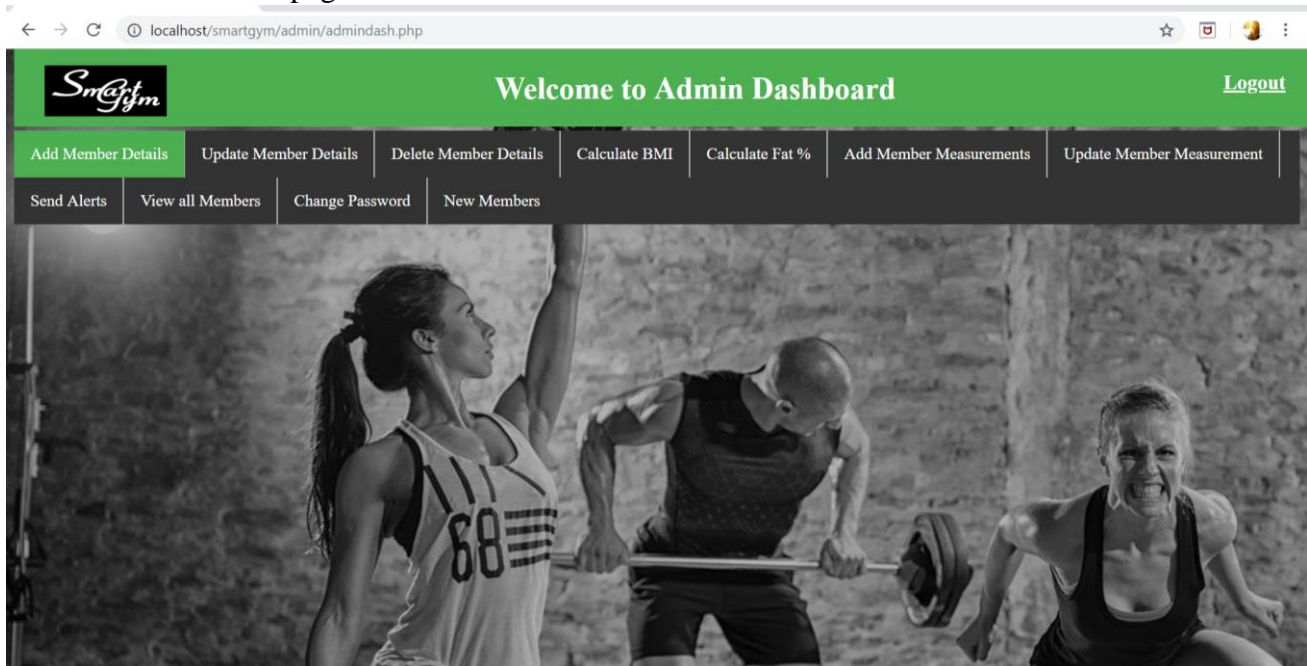 localhost/smartgym/admin/admindash.php
Smart
Gym
Welcome to Admin Dashboard
Logout
Add Member Details Update Member Details Delete Member Details Calculate BMI Calculate Fat % Add Member Measurements Update Member Measurement
Send Alerts View all Members Change Password New Members
68